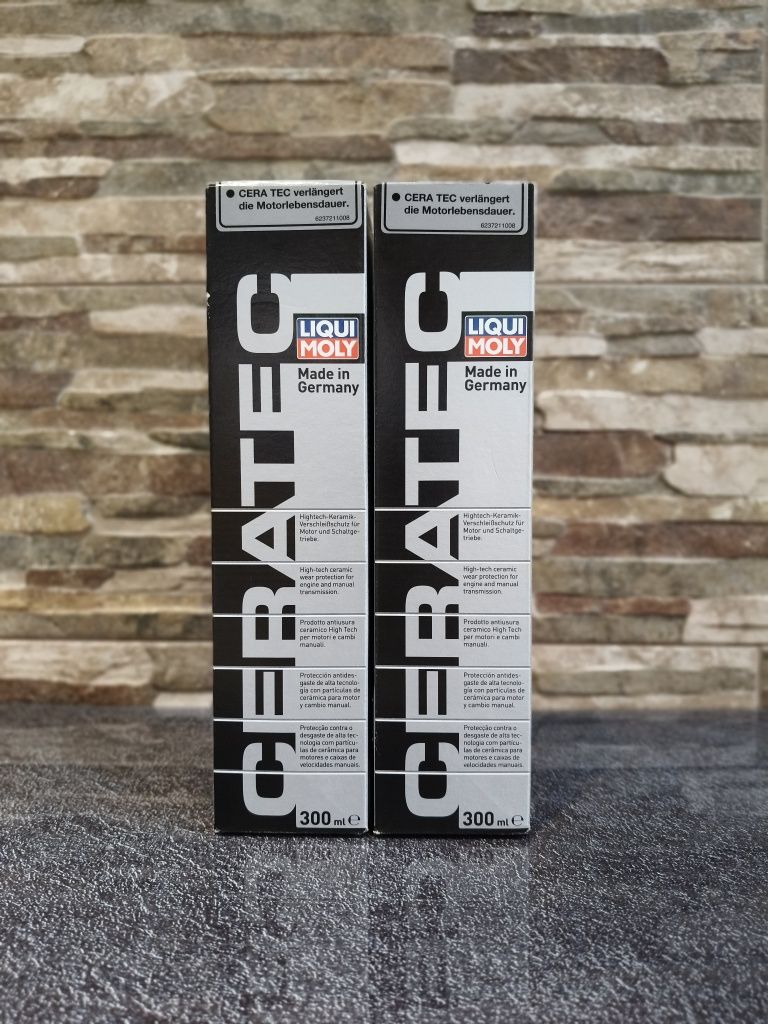 ● CERA TEC verlängert
die Motorlebensdauer.
6237211008
CERATEC
LIQUI
MOLY
Made in
Germany
Hightech-Keramik-
Verschleißschutz für
Motor und Schaltge-
triebe.
High-tech ceramic
wear protection for
engine and manual
transmission.
Prodotto antiusura
ceramico High Tech
per motori e cambi
manuali.
Protección antides-
gaste de alta tecnolo-
gía con partículas de
cerámica para motor
y cambio manual.
Protecção contra o
desgaste de alta tec-
nologia com partícu-
las de cerâmica para
motores e caixas de
velocidades manuais.
300 ml ℮
● CERA TEC verlängert
die Motorlebensdauer.
6237211008
CERATEC
LIQUI
MOLY
Made in
Germany
Hightech-Keramik-
Verschleißschutz für
Motor und Schaltge-
triebe.
High-tech ceramic
wear protection for
engine and manual
transmission.
Prodotto antiusura
ceramico High Tech
per motori e cambi
manuali.
Protección antides-
gaste de alta tecnolo-
gía con partículas de
cerámica para motor
y cambio manual.
Protecção contra o
desgaste de alta tec-
nologia com partícu-
las de cerâmica para
motores e caixas de
velocidades manuais.
300 ml ℮